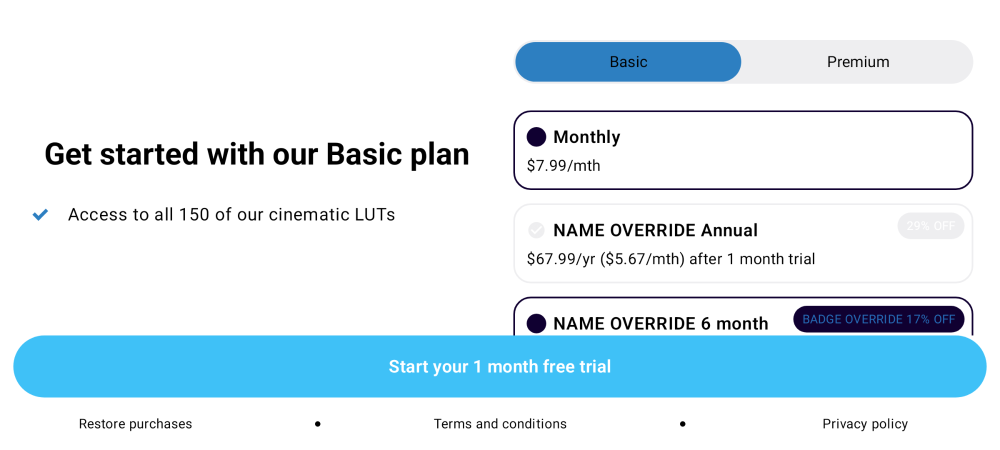 Get started with our Basic plan
Access to all 150 of our cinematic LUTs
Basic
Premium
Monthly
$7.99/mth
NAME OVERRIDE Annual
29% OFF
$67.99/yr ($5.67/mth) after 1 month trial
NAME OVERRIDE 6 month
BADGE OVERRIDE 17% OFF
Start your 1 month free trial
Restore purchases
Terms and conditions
Privacy policy